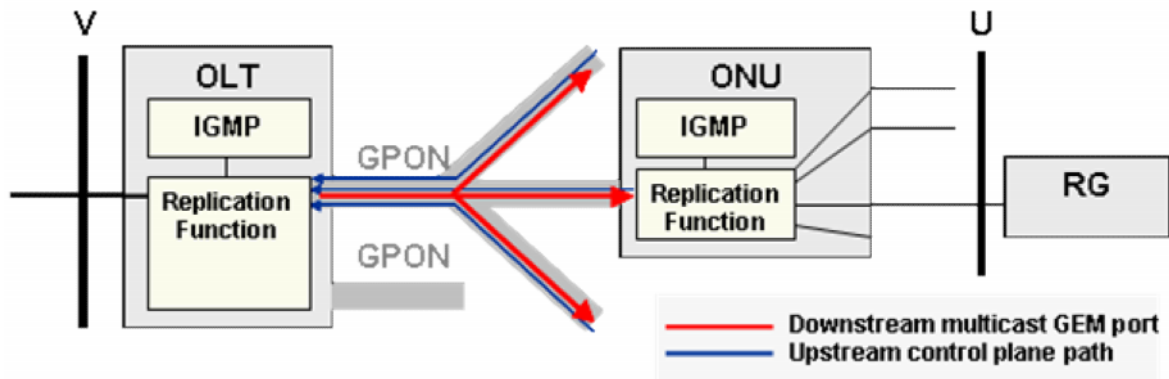 V
U
OLT
ONU
IGMP
IGMP
GPON
Replication
Function
Replication
Function
RG
GPON
Downstream multicast GEM port
Upstream control plane path